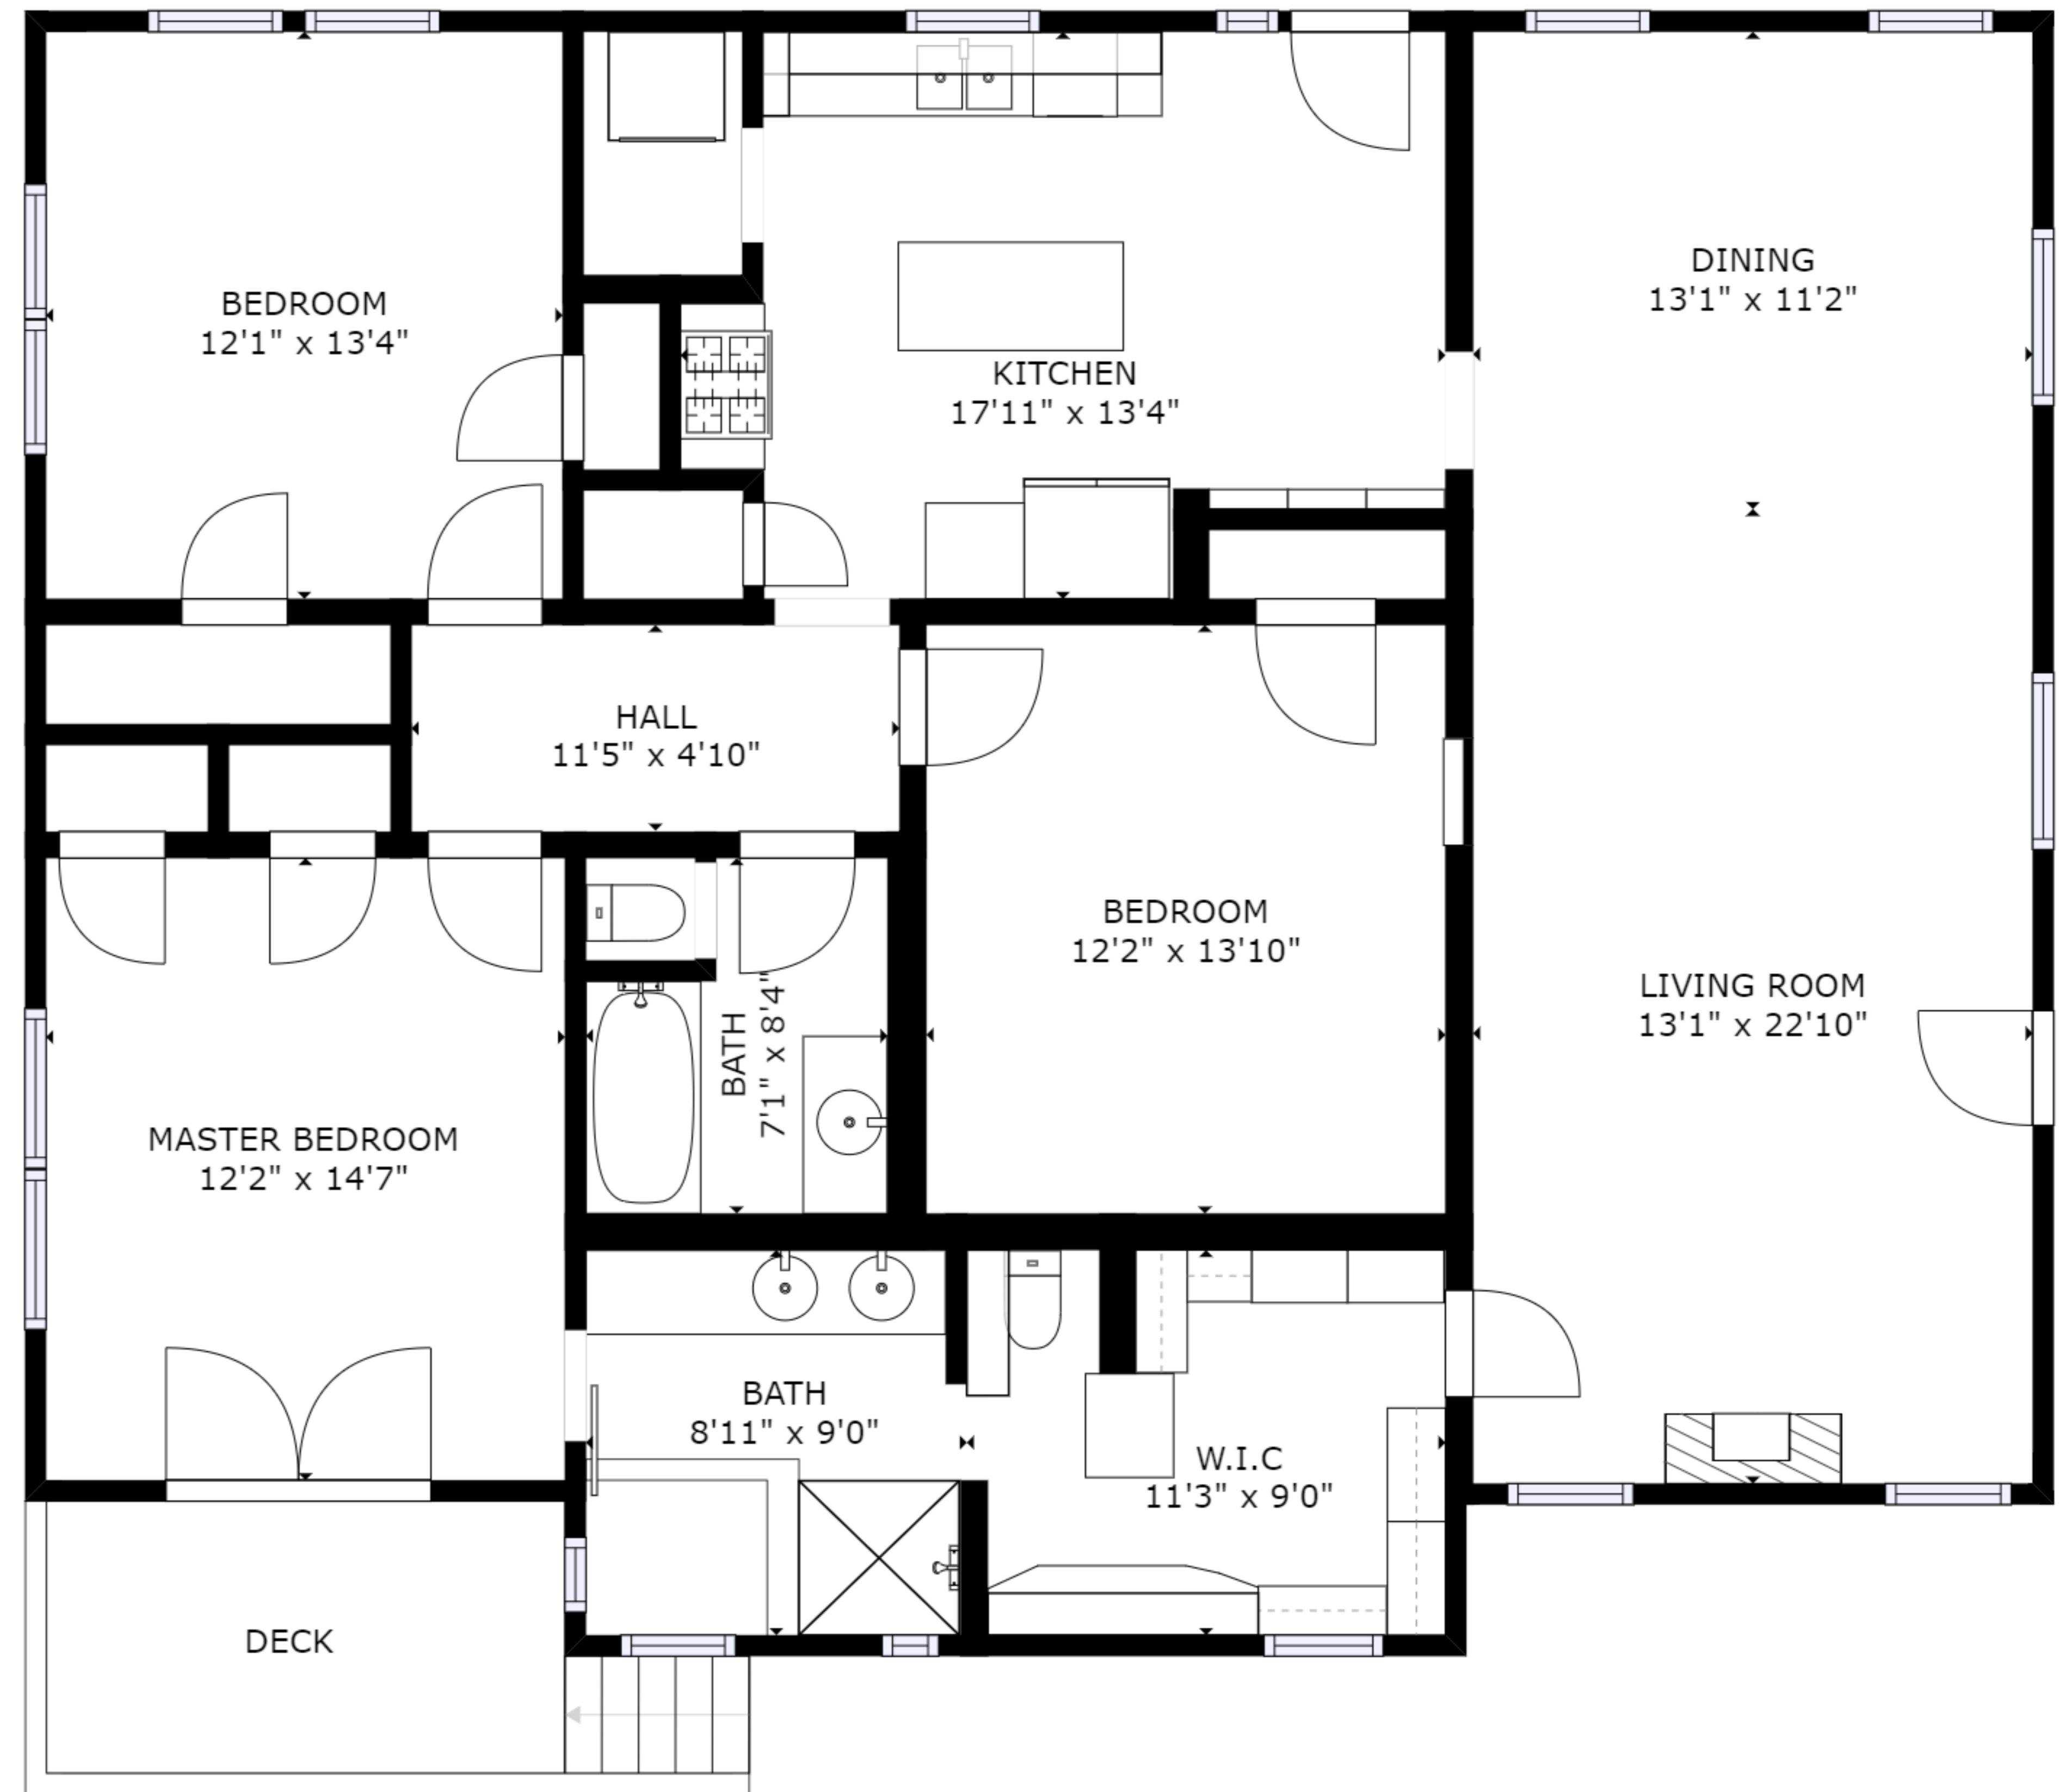 BEDROOM
12'1" x 13'4"
DINING
13'1" x 11'2"
KITCHEN
17'11" x 13'4"
HALL
11'5" x 4'10"
BEDROOM
12'2" x 13'10"
LIVING ROOM
13'1" x 22'10"
BATH
7'1" x 8'4"
MASTER BEDROOM
12'2" x 14'7"
BATH
8'11" x 9'0"
W.I.C
11'3" x 9'0"
DECK